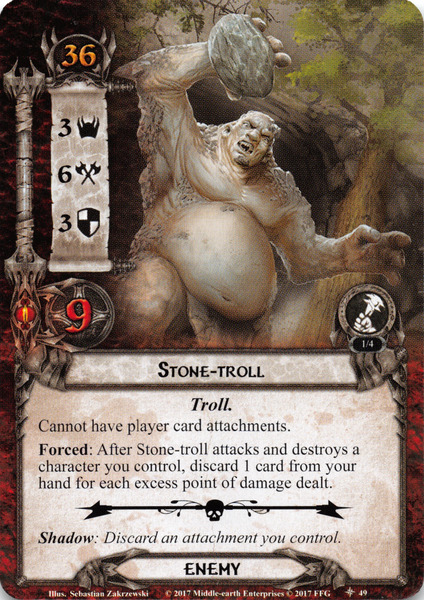 36
3
6
3
9
1/4
STONE-TROLL
Troll.
Cannot have player card attachments.
Forced: After Stone-troll attacks and destroys a
character you control, discard 1 card from your
hand for each excess point of damage dealt.
Shadow: Discard an attachment you control.
ENEMY
Illus. Sebastian Zakrzewski © 2017 Middle-earth Enterprises © 2017 FFG 49